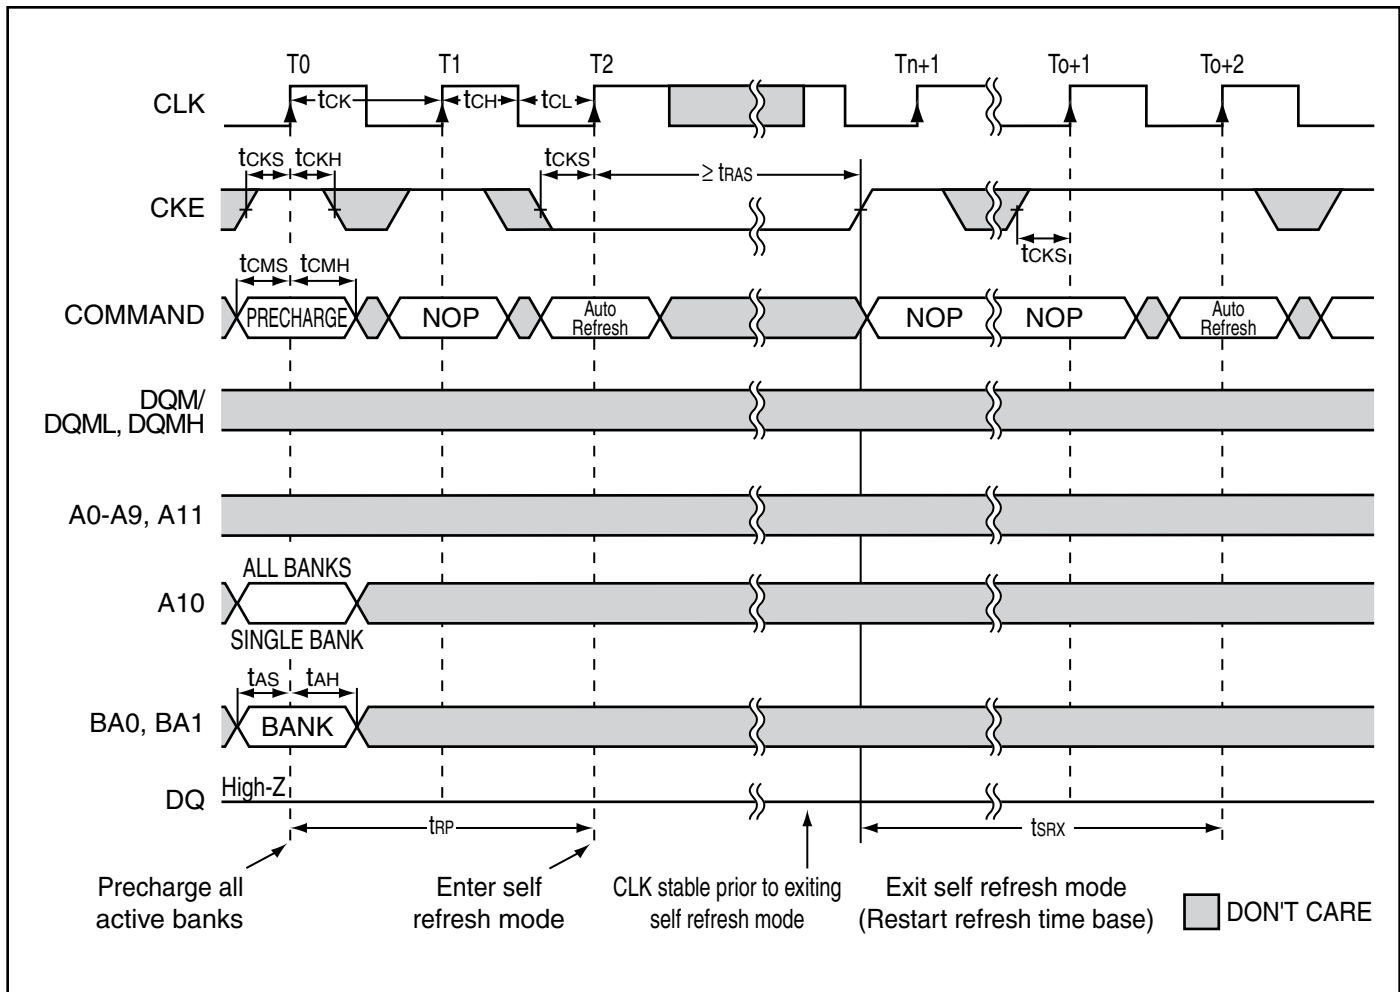 T0 T1 T2 Tn+1 To+1 To+2
CLK
tCK tCH tCL
tCKS tCKH tCKS ≥ tRAS
CKE
tCKS
tCMS tCMH
COMMAND PRECHARGE NOP Auto Refresh NOP NOP Auto Refresh
DQM/
DQML, DQMH
A0-A9, A11
ALL BANKS
A10
SINGLE BANK
tAS tAH
BA0, BA1 BANK
DQ High-Z
tRP tSRX
Precharge all
active banks
Enter self
refresh mode
CLK stable prior to exiting
self refresh mode
Exit self refresh mode
(Restart refresh time base)
DON'T CARE